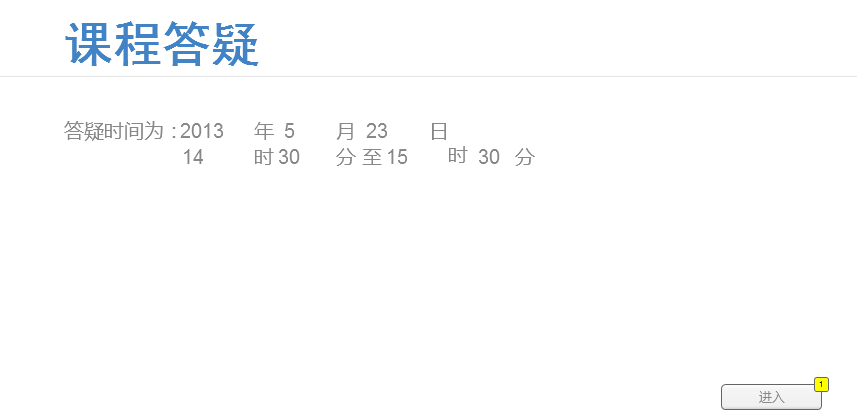 课程答疑
答疑时间为：2013 年 5 月 23 日
14 时 30 分 至 15 时 30 分
1
进入